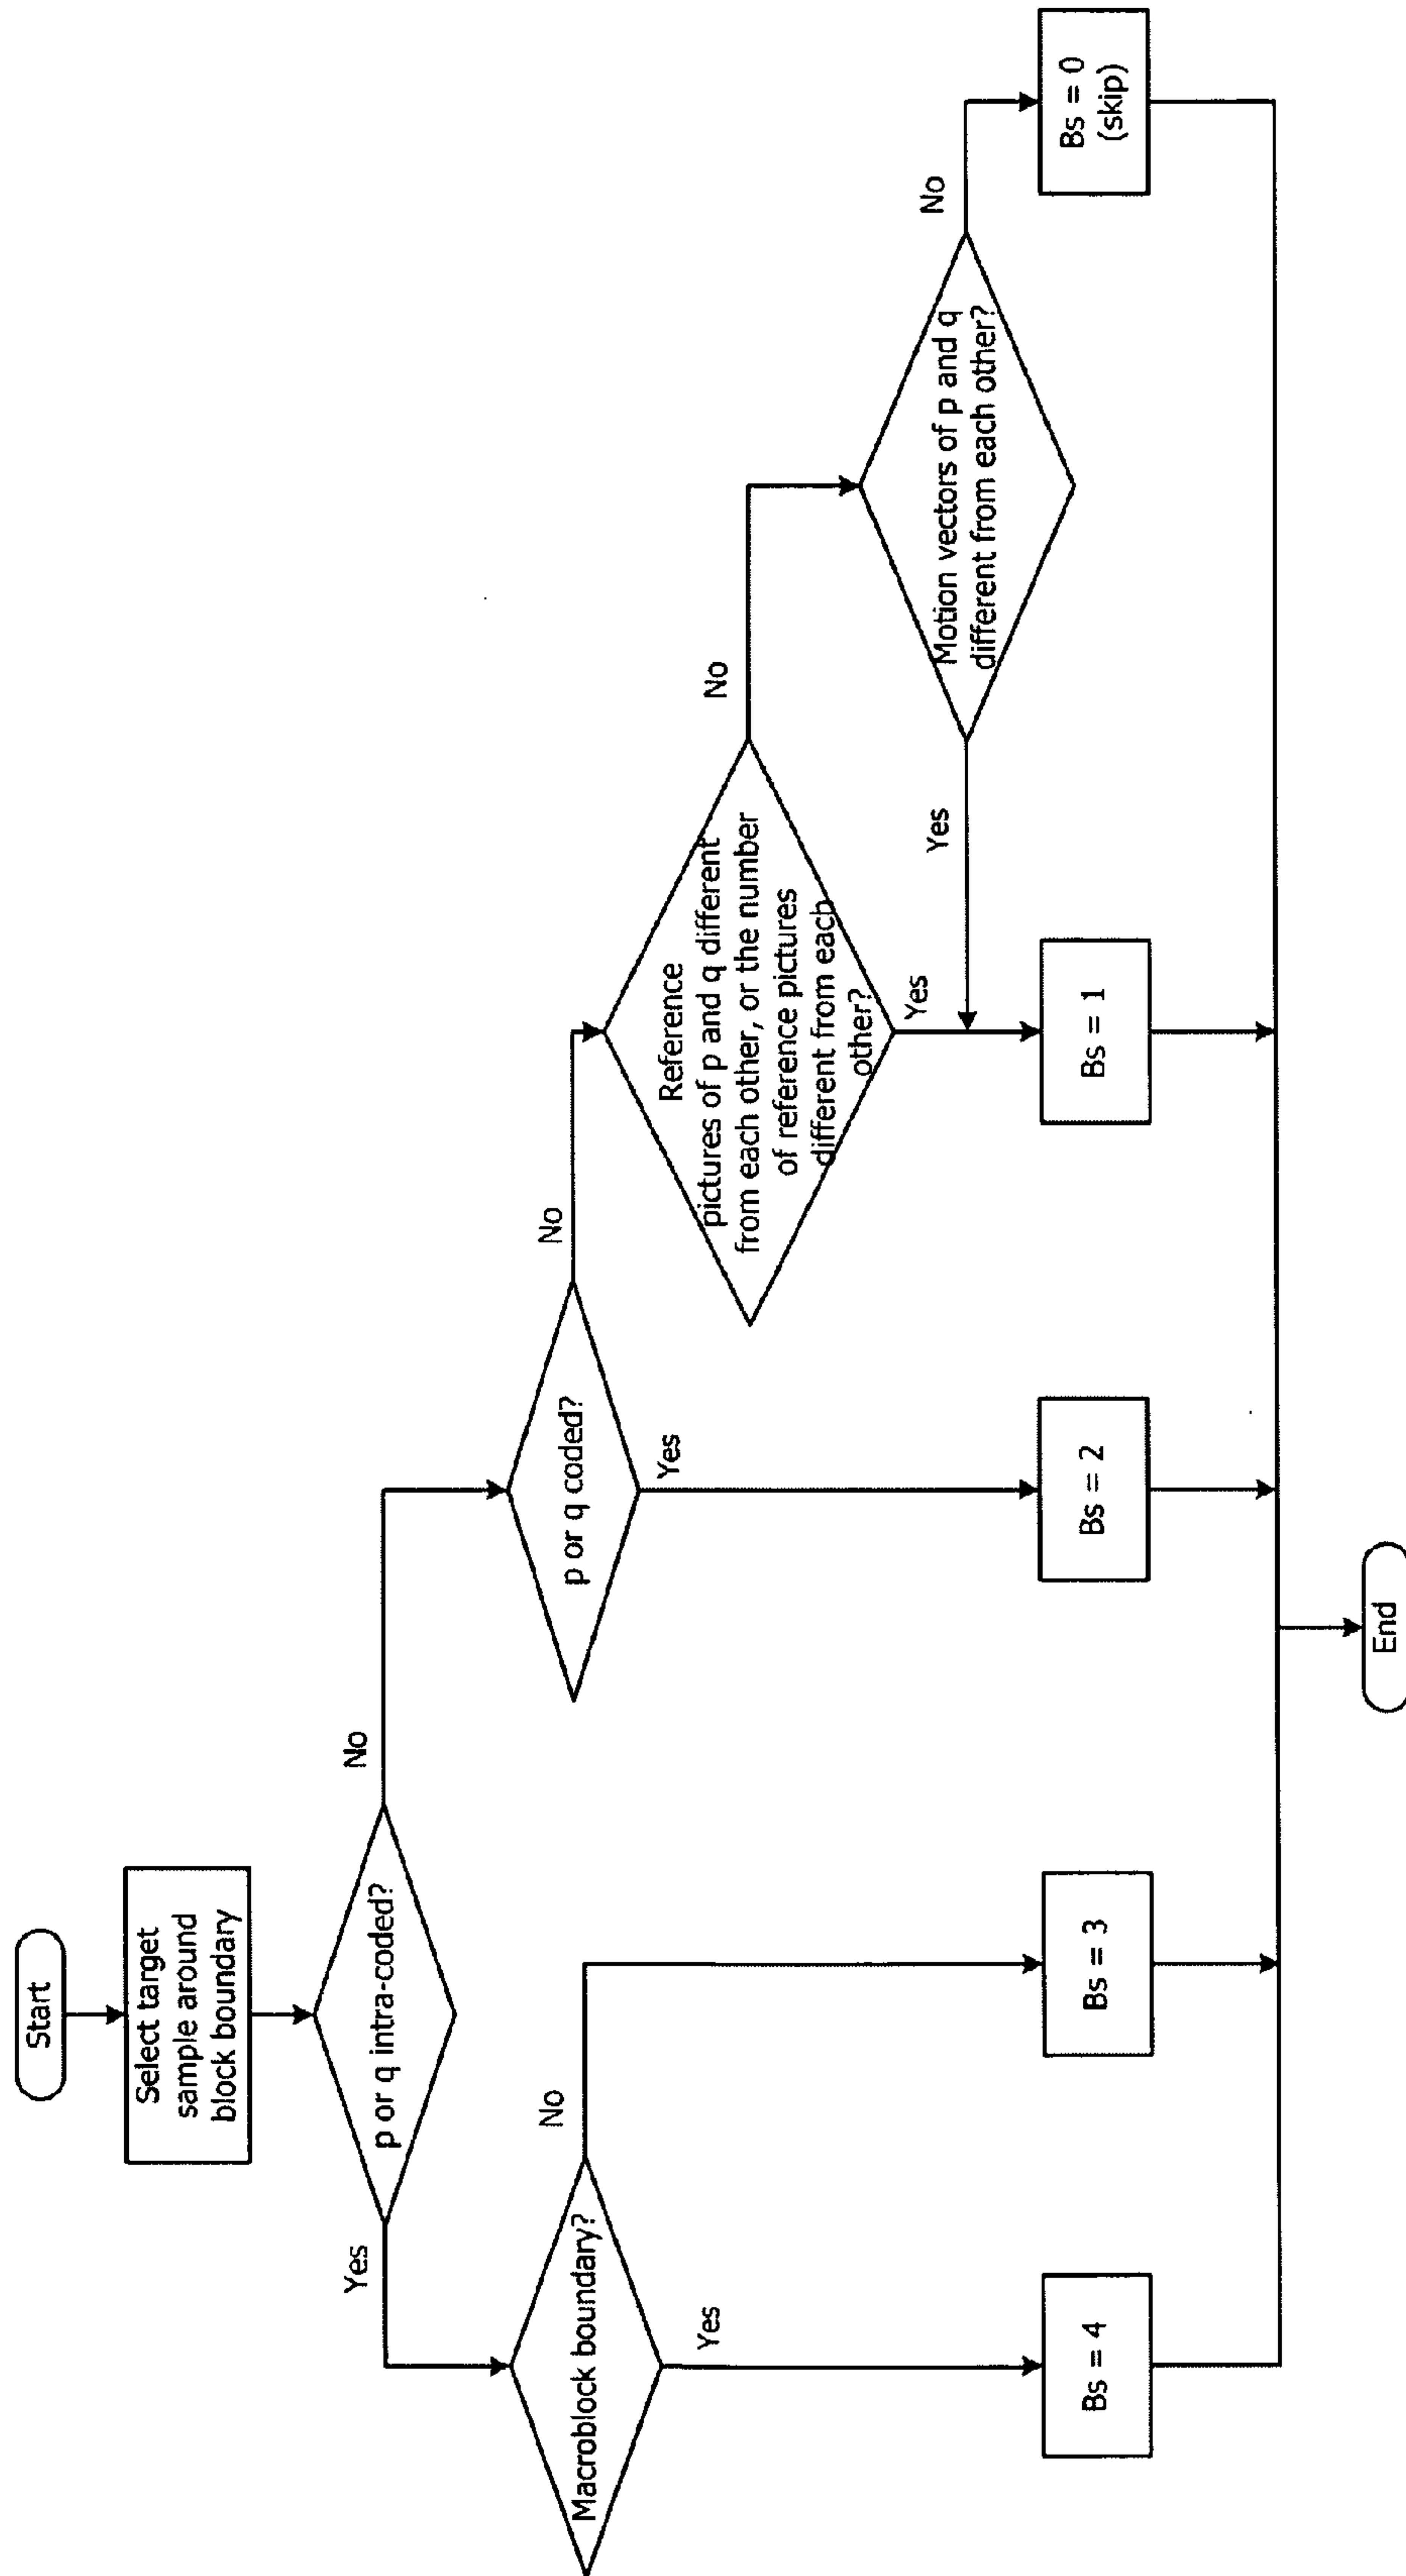 Start
Select target
sample around
block boundary
p or q intra-coded?
Yes
No
Macroblock boundary?
No
Yes
p or q coded?
No
Yes
Reference
pictures of p and q different
from each other, or the number
of reference pictures
different from each
other?
No
Yes
Motion vectors of p and q
different from each other?
Yes
No
Bs = 4
Bs = 3
Bs = 2
Bs = 1
Bs = 0
(skip)
End